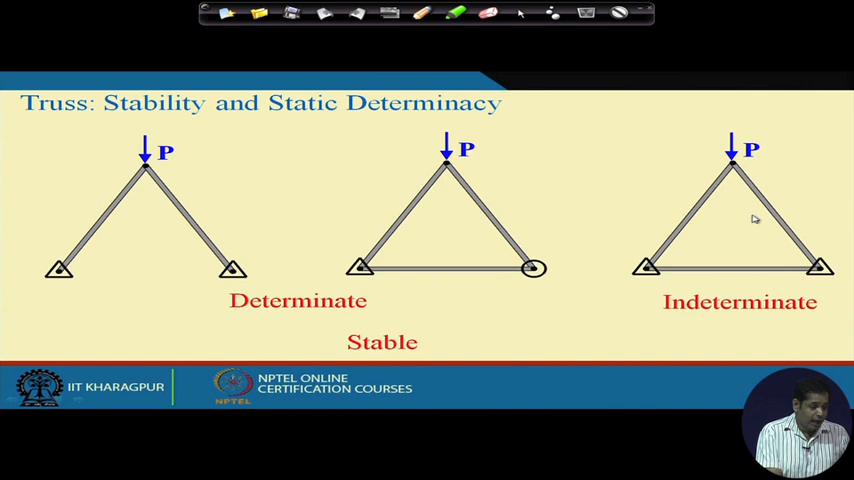 Truss: Stability and Static Determinacy
P
P
P
Determinate
Indeterminate
Stable
IIT KHARAGPUR
NPTEL
NPTEL ONLINE
CERTIFICATION COURSES